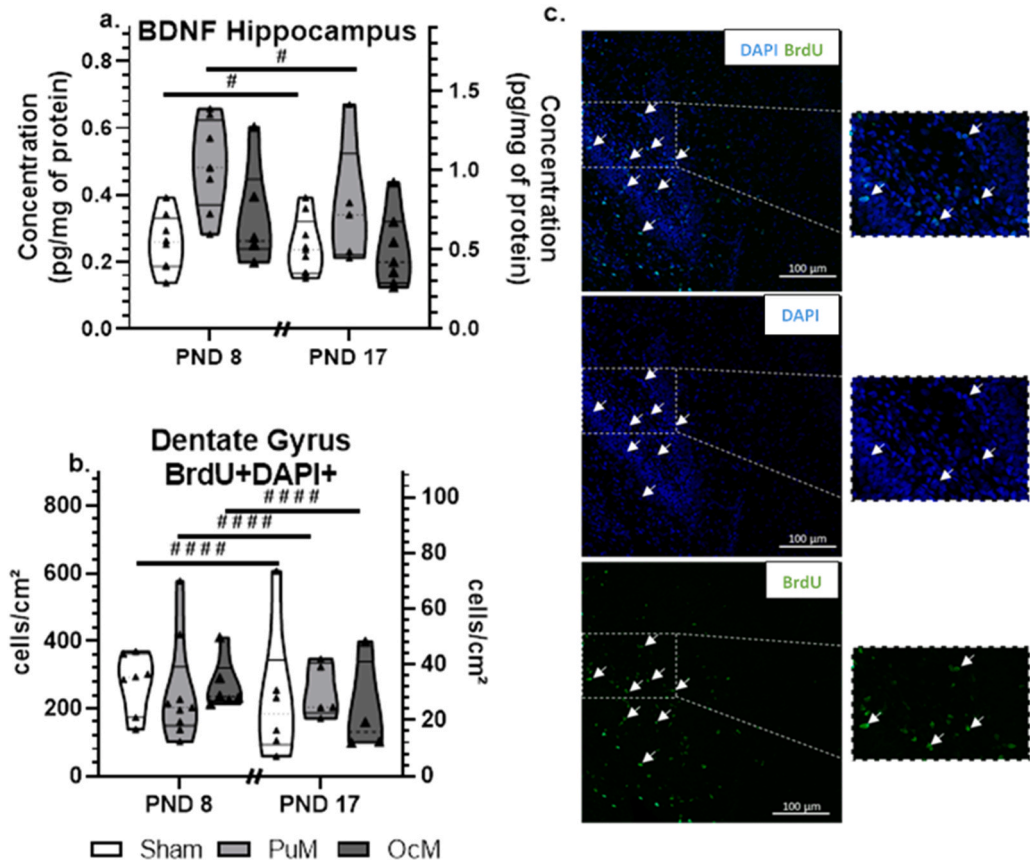 a.
BDNF Hippocampus
Concentration
(pg/mg of protein)
0.8
0.6
0.4
0.2
0.0
#
#
1.5
1.0
0.5
0.0
Concentration
(pg/mg of protein)
PND 8
PND 17
b.
Dentate Gyrus
BrdU+DAPI+
cells/cm²
800
600
400
200
0
####
####
####
100
80
60
40
20
0
cells/cm²
PND 8
PND 17
Sham
PuM
OcM
c.
DAPI BrdU
100 µm
DAPI
100 µm
BrdU
100 µm